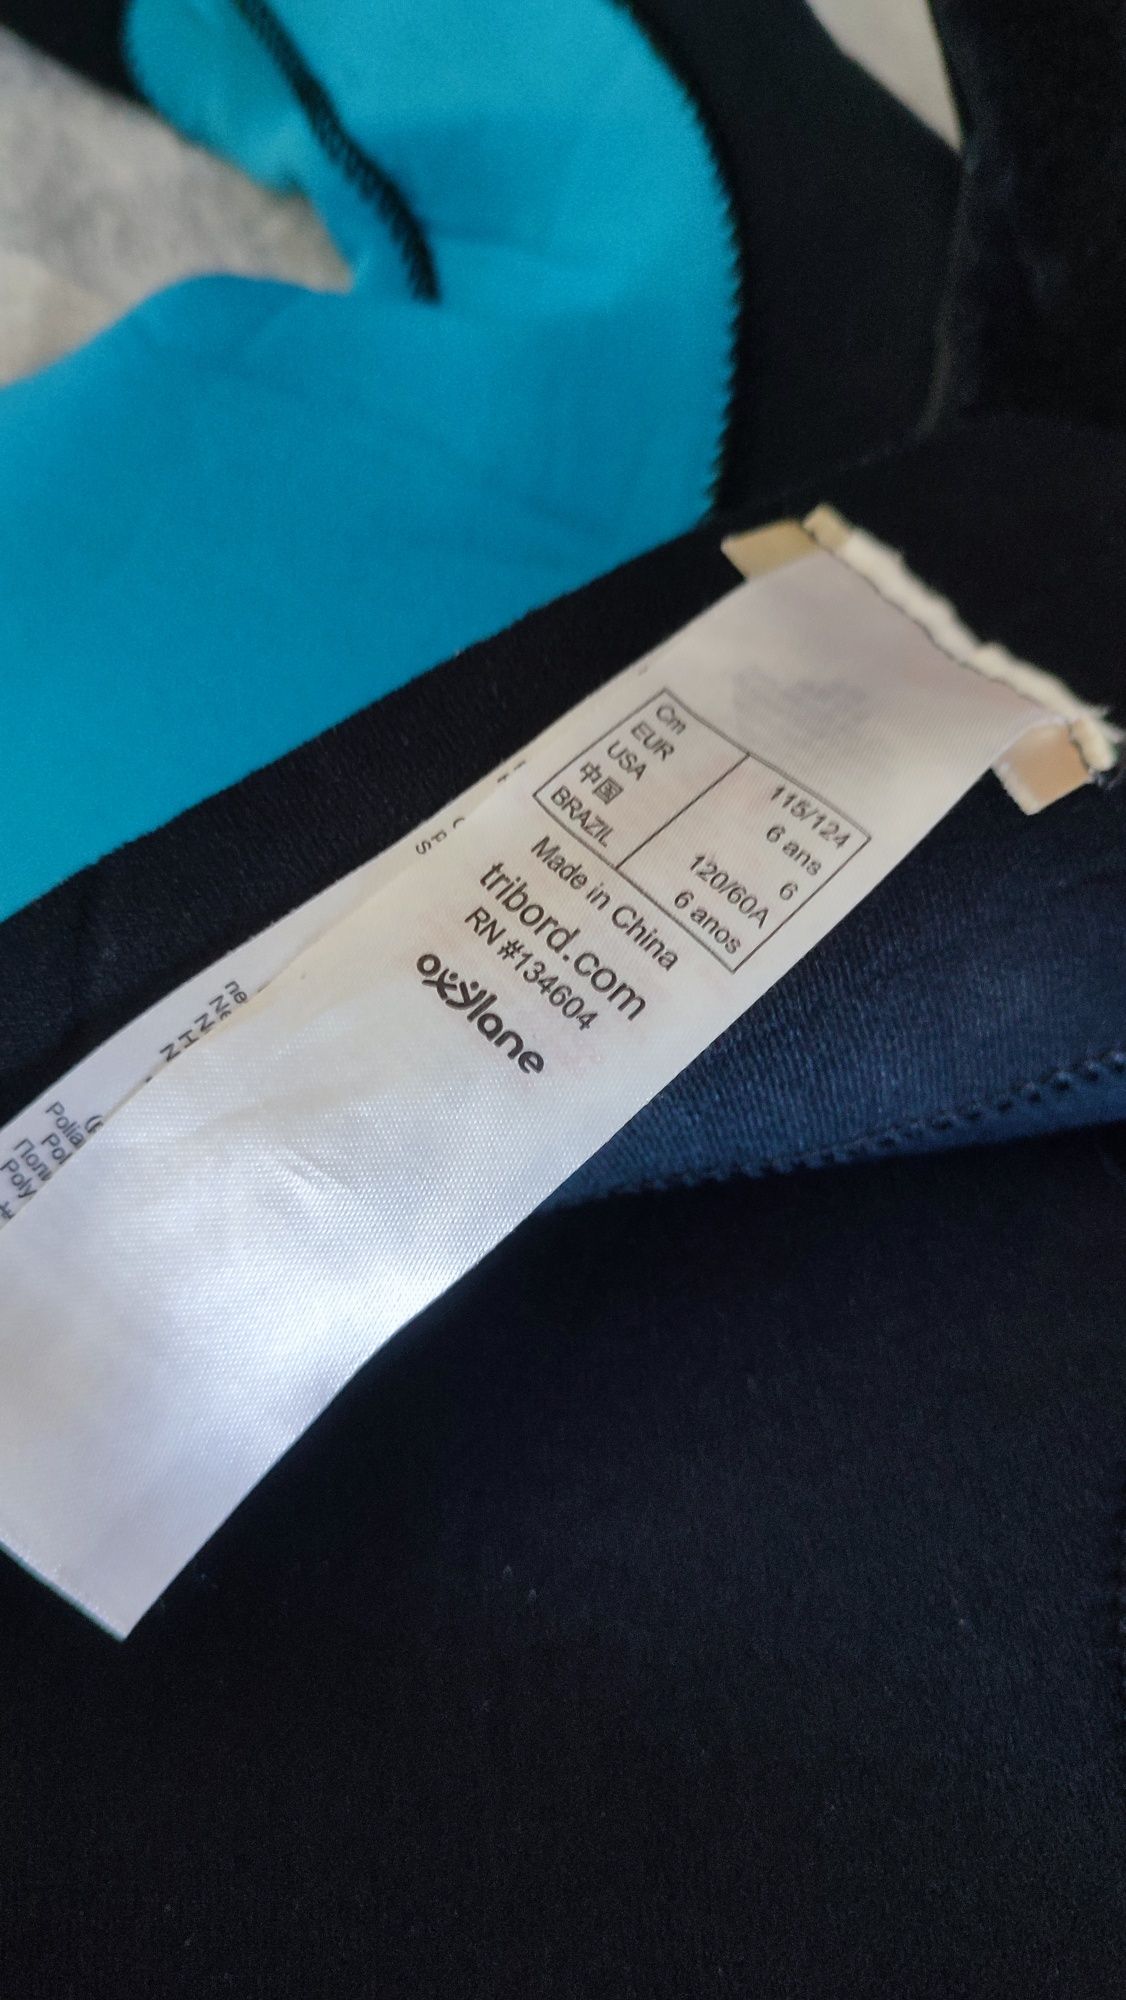 Cm 115/124
EUR 6 ans
USA 6
中国 120/60A
BRAZIL 6 anos
Made in China
tribord.com
RN #134604
oxylane